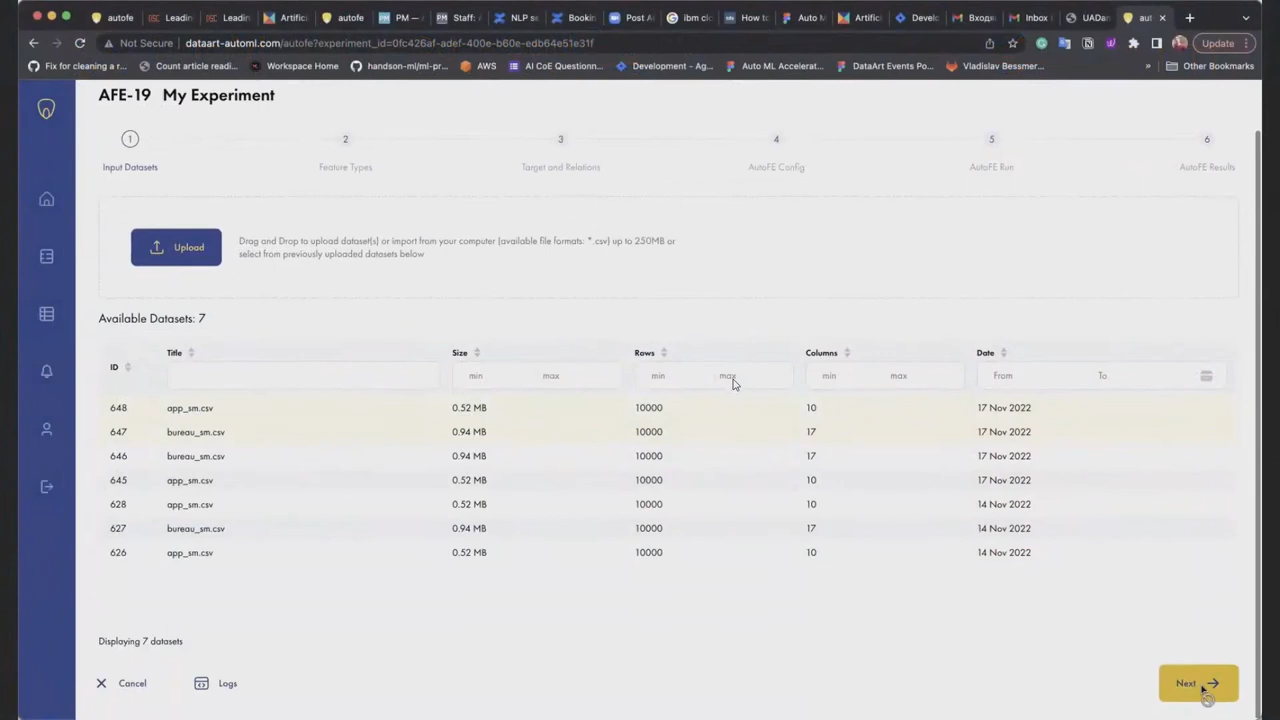 autofe Leadin Leadin Artific autofe PM — Staff: NLP se Bookin Post Ai ibm clo How to Auto M Artific Develo Входя Inbox UADar aut
Not Secure dataart-automl.com/autofe?experiment_id=0fc426af-adef-400e-b60e-edb64e51e31f Update
Fix for cleaning a r... Count article readi... Workspace Home handson-ml/ml-pr... AWS AI CoE Questionn... Development - Ag... Auto ML Accelerat... DataArt Events Po... Vladislav Bessmer... » Other Bookmarks
AFE-19 My Experiment
1 2 3 4 5 6
Input Datasets Feature Types Target and Relations AutoFE Config AutoFE Run AutoFE Results
Upload
Drag and Drop to upload dataset(s) or import from your computer (available file formats: *.csv) up to 250MB or
select from previously uploaded datasets below
Available Datasets: 7
ID Title Size Rows Columns Date
min max min max min max From To
648 app_sm.csv 0.52 MB 10000 10 17 Nov 2022
647 bureau_sm.csv 0.94 MB 10000 17 17 Nov 2022
646 bureau_sm.csv 0.94 MB 10000 17 17 Nov 2022
645 app_sm.csv 0.52 MB 10000 10 17 Nov 2022
628 app_sm.csv 0.52 MB 10000 10 14 Nov 2022
627 bureau_sm.csv 0.94 MB 10000 17 14 Nov 2022
626 app_sm.csv 0.52 MB 10000 10 14 Nov 2022
Displaying 7 datasets
Cancel Logs Next